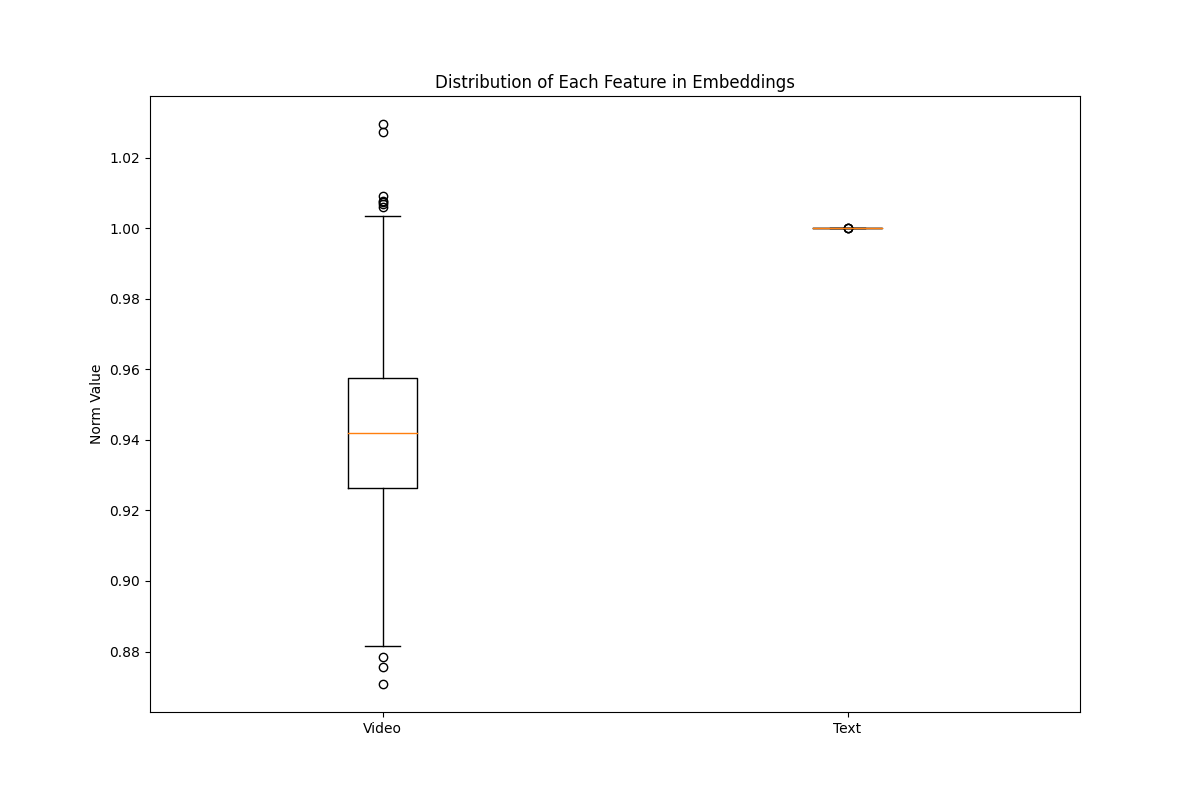 Distribution of Each Feature in Embeddings
Norm Value
1.02
1.00
0.98
0.96
0.94
0.92
0.90
0.88
Video Text